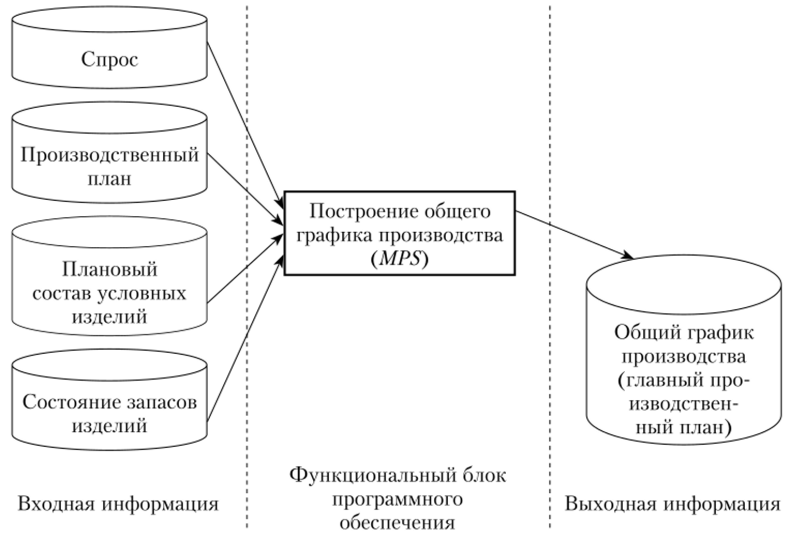 Спрос
Производственный
план
Плановый
состав условных
изделий
Состояние запасов
изделий
Входная информация
Построение общего
графика производства
(MPS)
Функциональный блок
программного
обеспечения
Общий график
производства
(главный про-
изводствен-
ный план)
Выходная информация